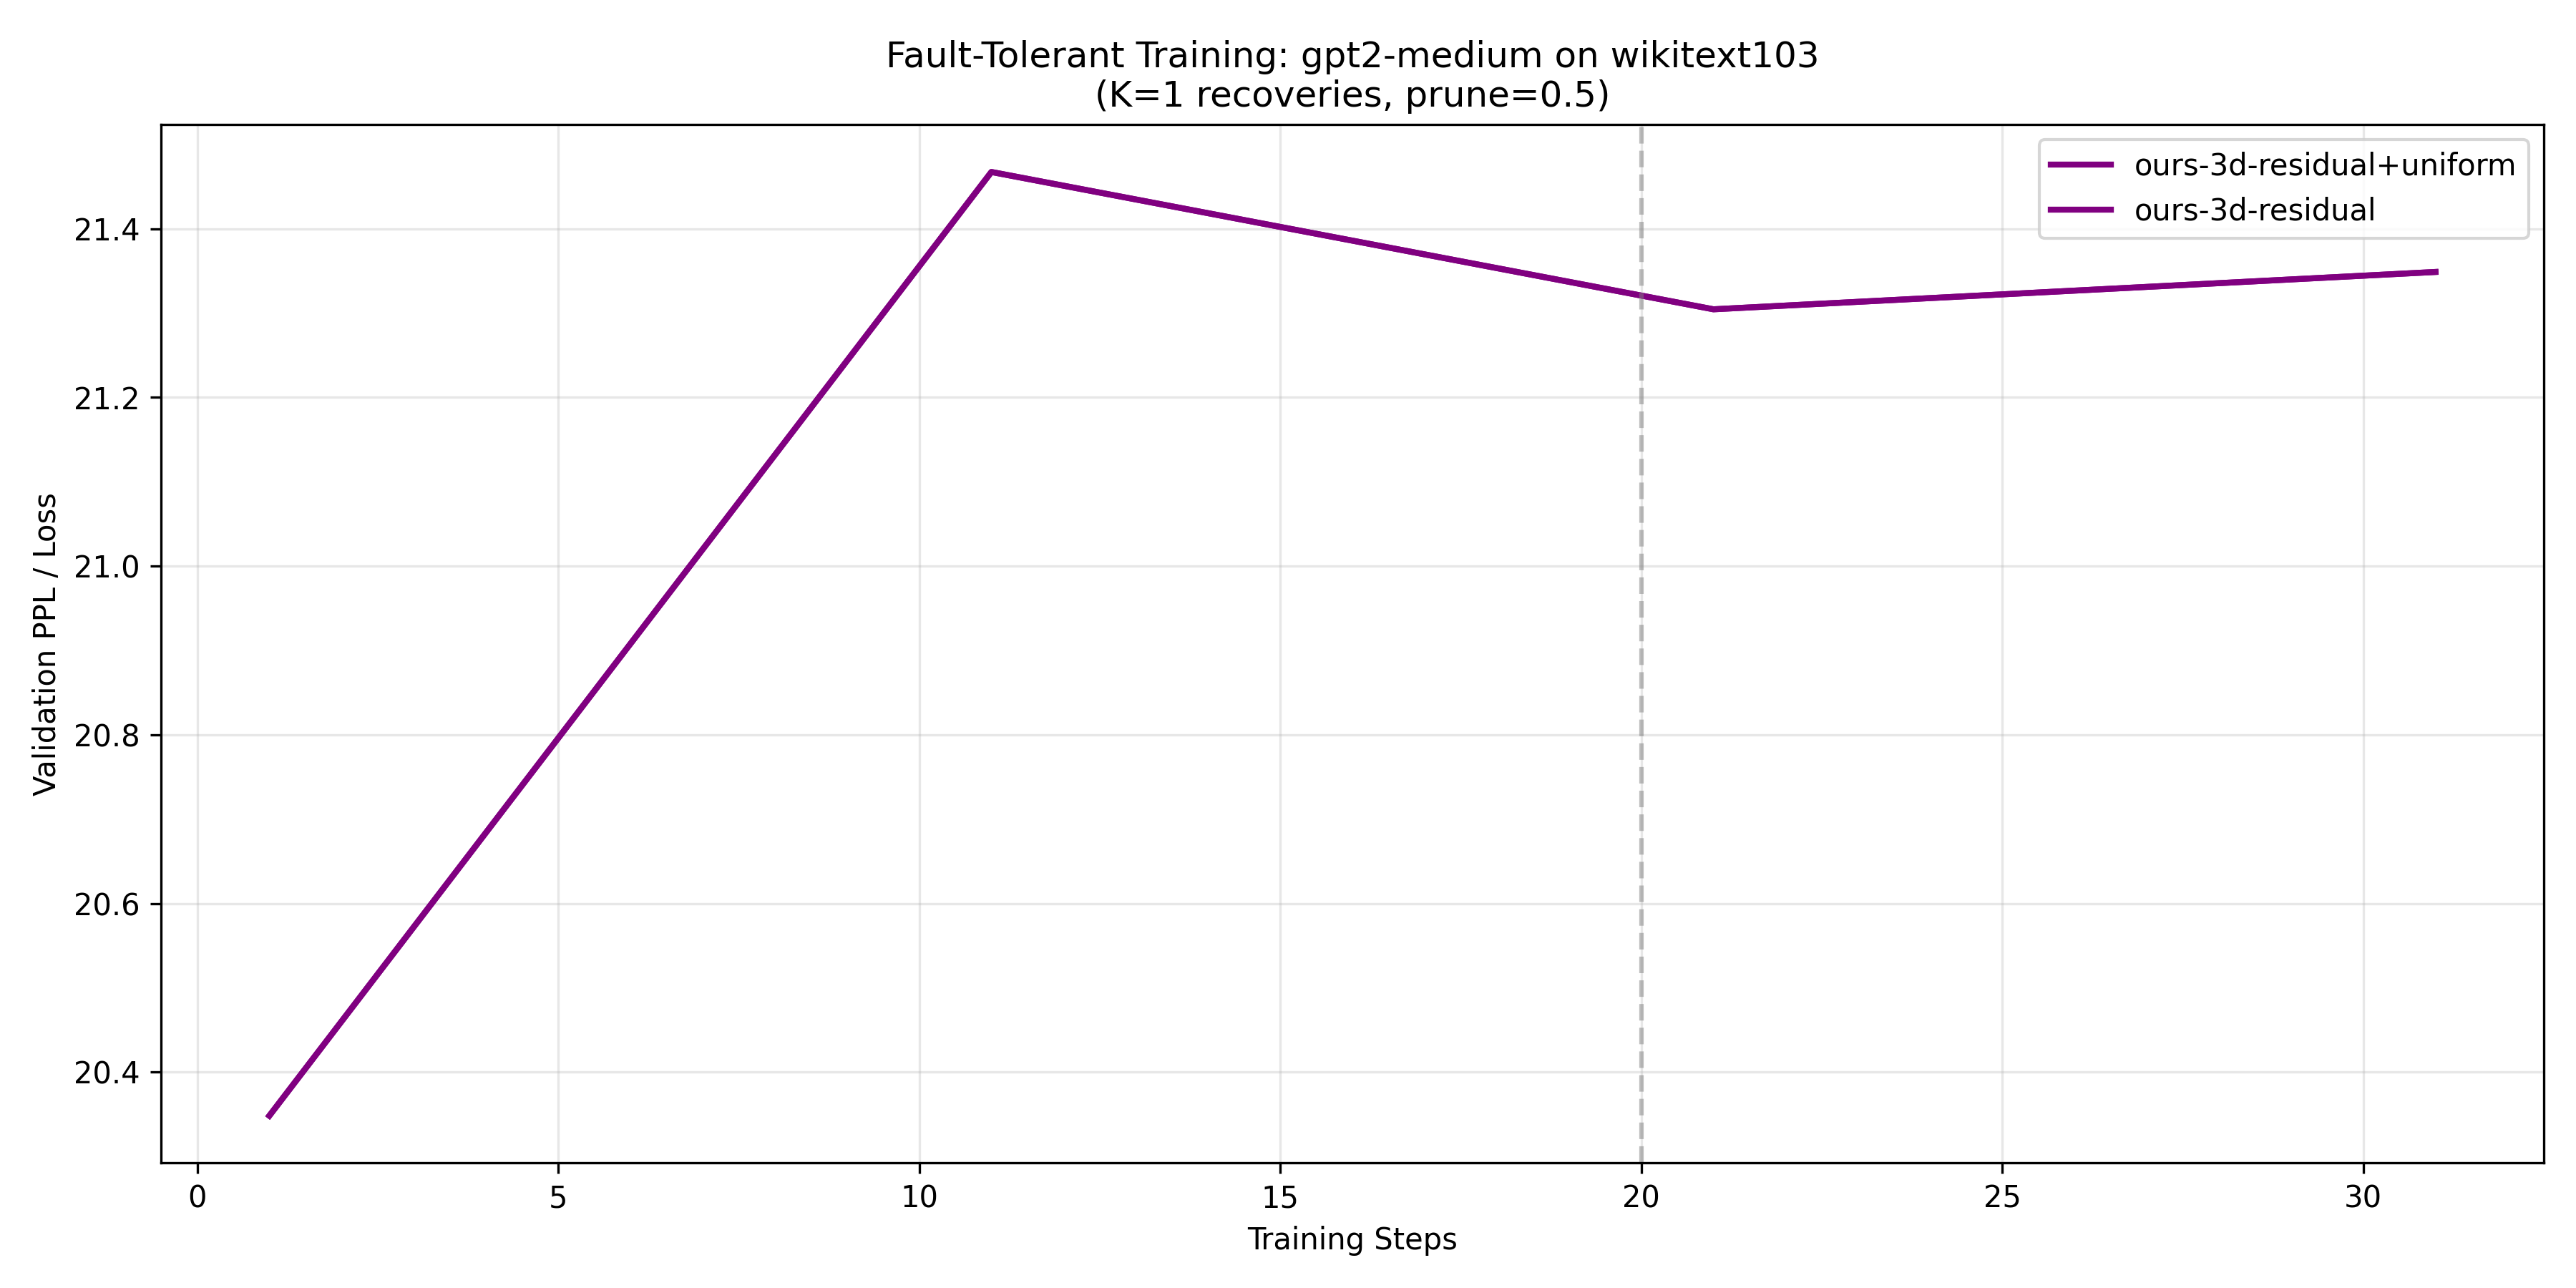 Fault-Tolerant Training: gpt2-medium on wikitext103
(K=1 recoveries, prune=0.5)
ours-3d-residual+uniform
ours-3d-residual
Validation PPL / Loss
21.4
21.2
21.0
20.8
20.6
20.4
0 5 10 15 20 25 30
Training Steps